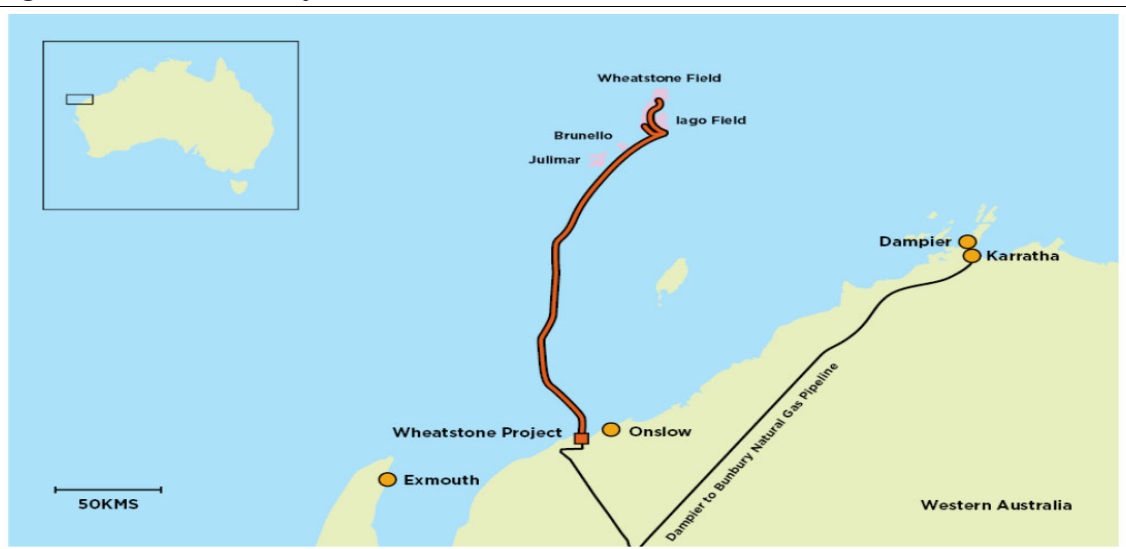 Wheatstone Field
Iago Field
Brunello
Julimar
Dampier
Karratha
Wheatstone Project
Onslow
Dampier to Bunbury Natural Gas Pipeline
Exmouth
50KMS
Western Australia